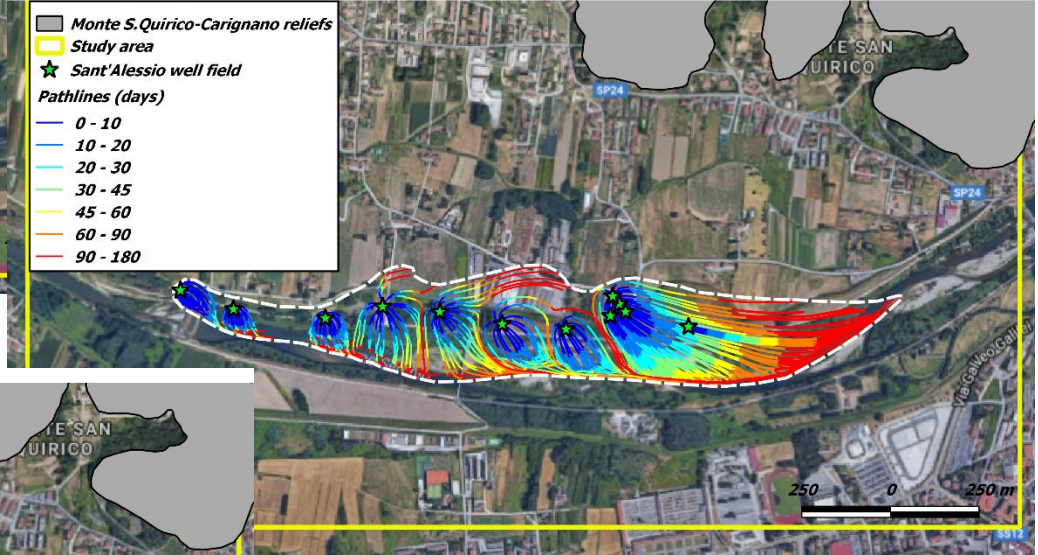 Monte S.Quirico-Carignano reliefs
Study area
Sant'Alessio well field
Pathlines (days)
0 - 10
10 - 20
20 - 30
30 - 45
45 - 60
60 - 90
90 - 180
SP24
TE SAN
QUIRICO
SP24
Via Galileo Galilei
250 0 250 m
SS12
TE SAN
UIRICO